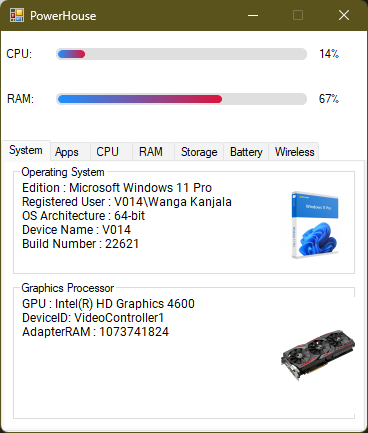 PowerHouse
CPU: 14%
RAM: 67%
System Apps CPU RAM Storage Battery Wireless
Operating System
Edition : Microsoft Windows 11 Pro
Registered User : V014\Wanga Kanjala
OS Architecture : 64-bit
Device Name : V014
Build Number : 22621
Windows 11 Pro
Graphics Processor
GPU : Intel(R) HD Graphics 4600
DeviceID: VideoController1
AdapterRAM : 1073741824